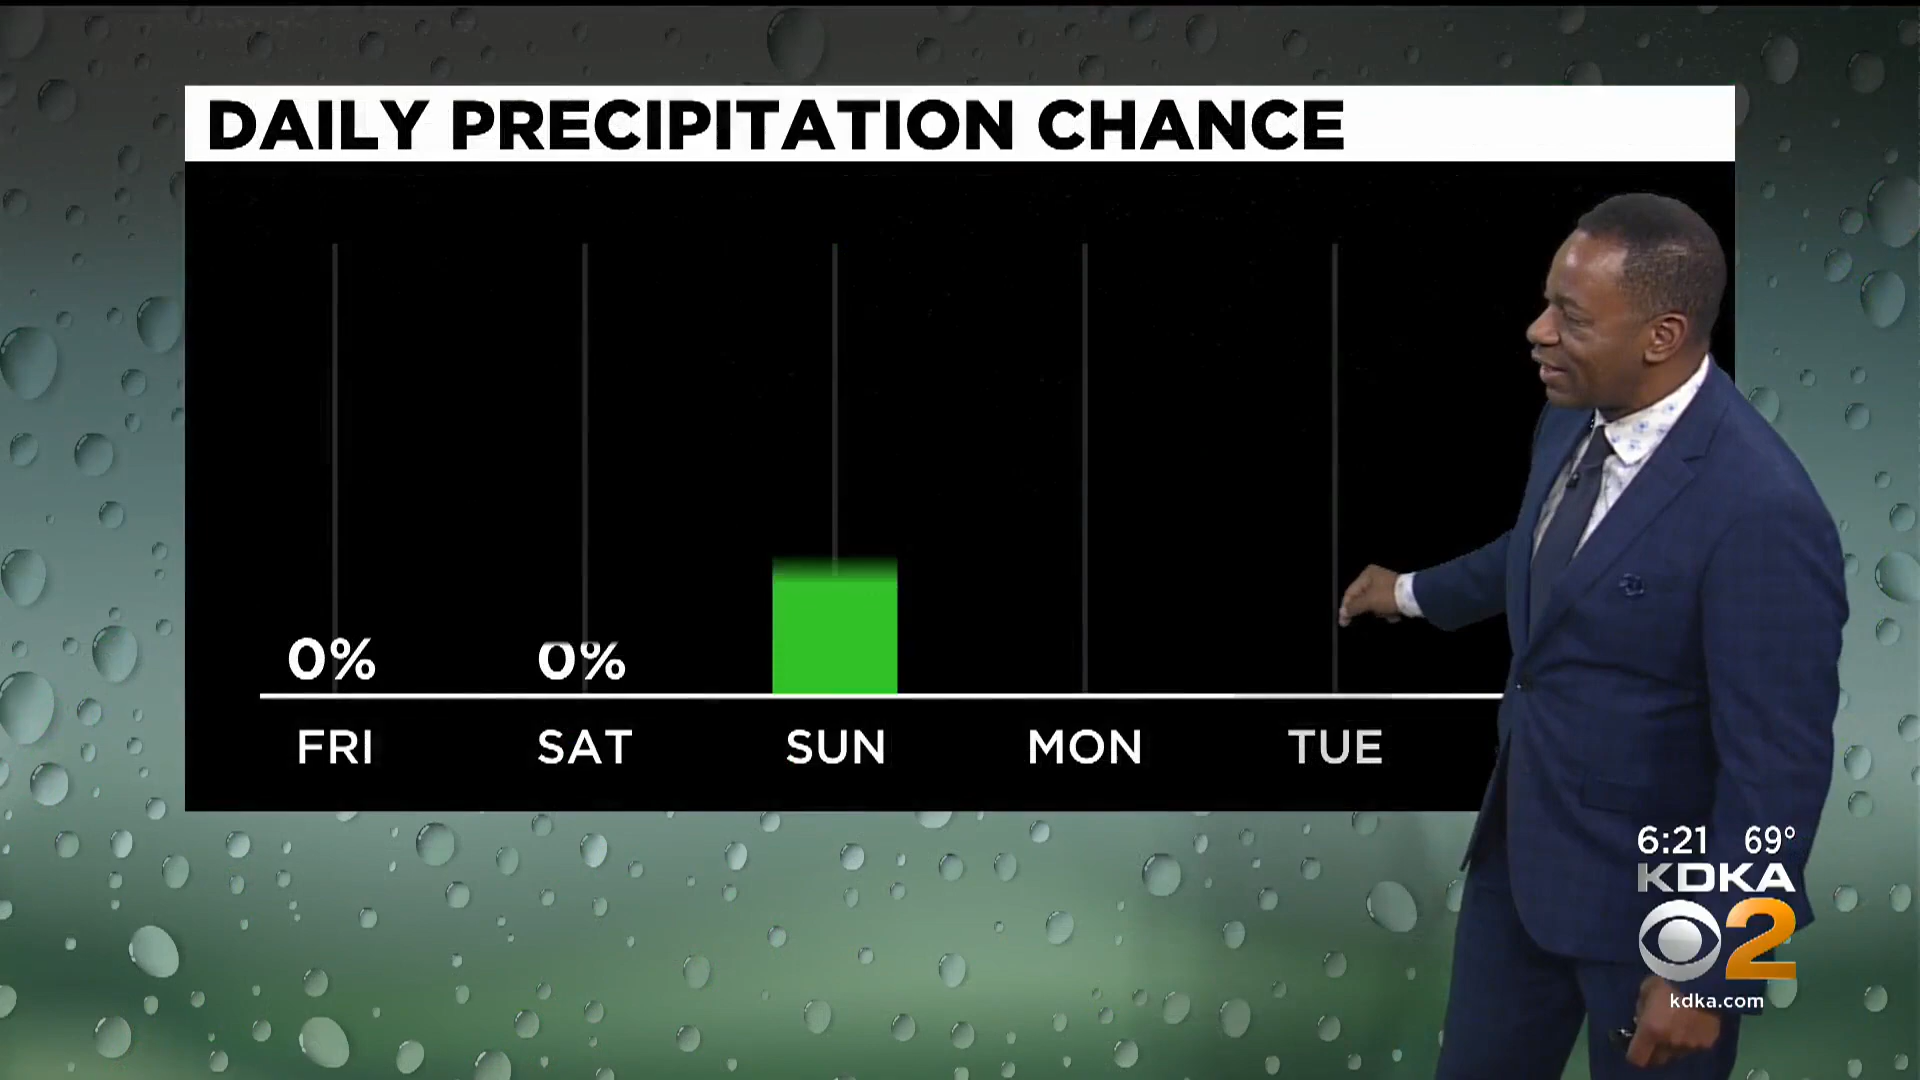 DAILY PRECIPITATION CHANCE
0% 0%
FRI SAT SUN MON TUE
6:21 69°
KDKA
2
kdka.com